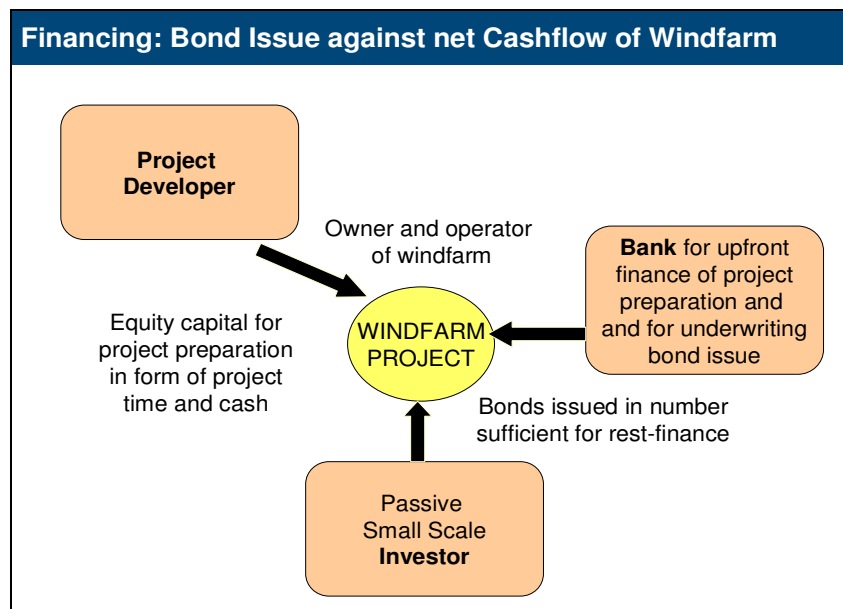 Financing: Bond Issue against net Cashflow of Windfarm
Project
Developer
Owner and operator
of windfarm
Bank for upfront
finance of project
preparation and
and for underwriting
bond issue
Equity capital for
project preparation
in form of project
time and cash
WINDFARM
PROJECT
Bonds issued in number
sufficient for rest-finance
Passive
Small Scale
Investor